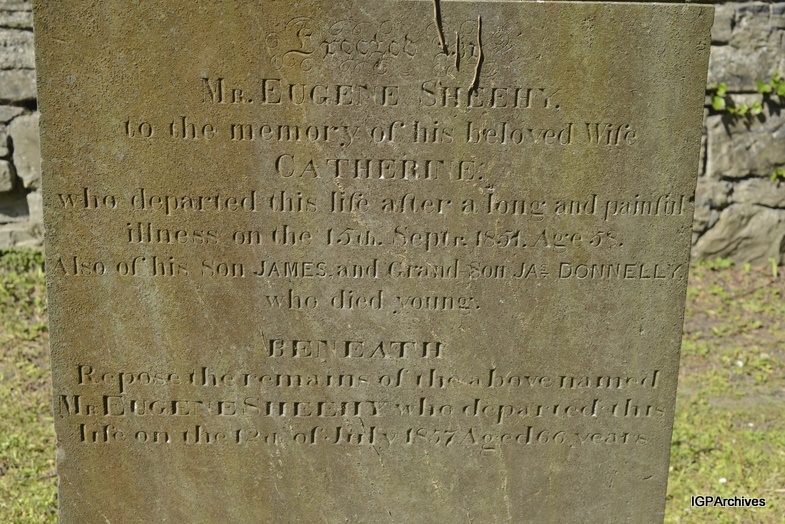 Erected By
MR. EUGENE SHEEHY.
to the memory of his beloved Wife
CATHERINE.
who departed this life after a long and painful
illness on the 15th. Septr. 1851. Age 58.
Also of his Son JAMES. and Grand Son JAS. DONNELLY.
who died young.
BENEATH
Repose the remains of the above named
MR EUGENE SHEEHY who departed this
life on the 12th of July 1857 Aged 66 years
IGPArchives